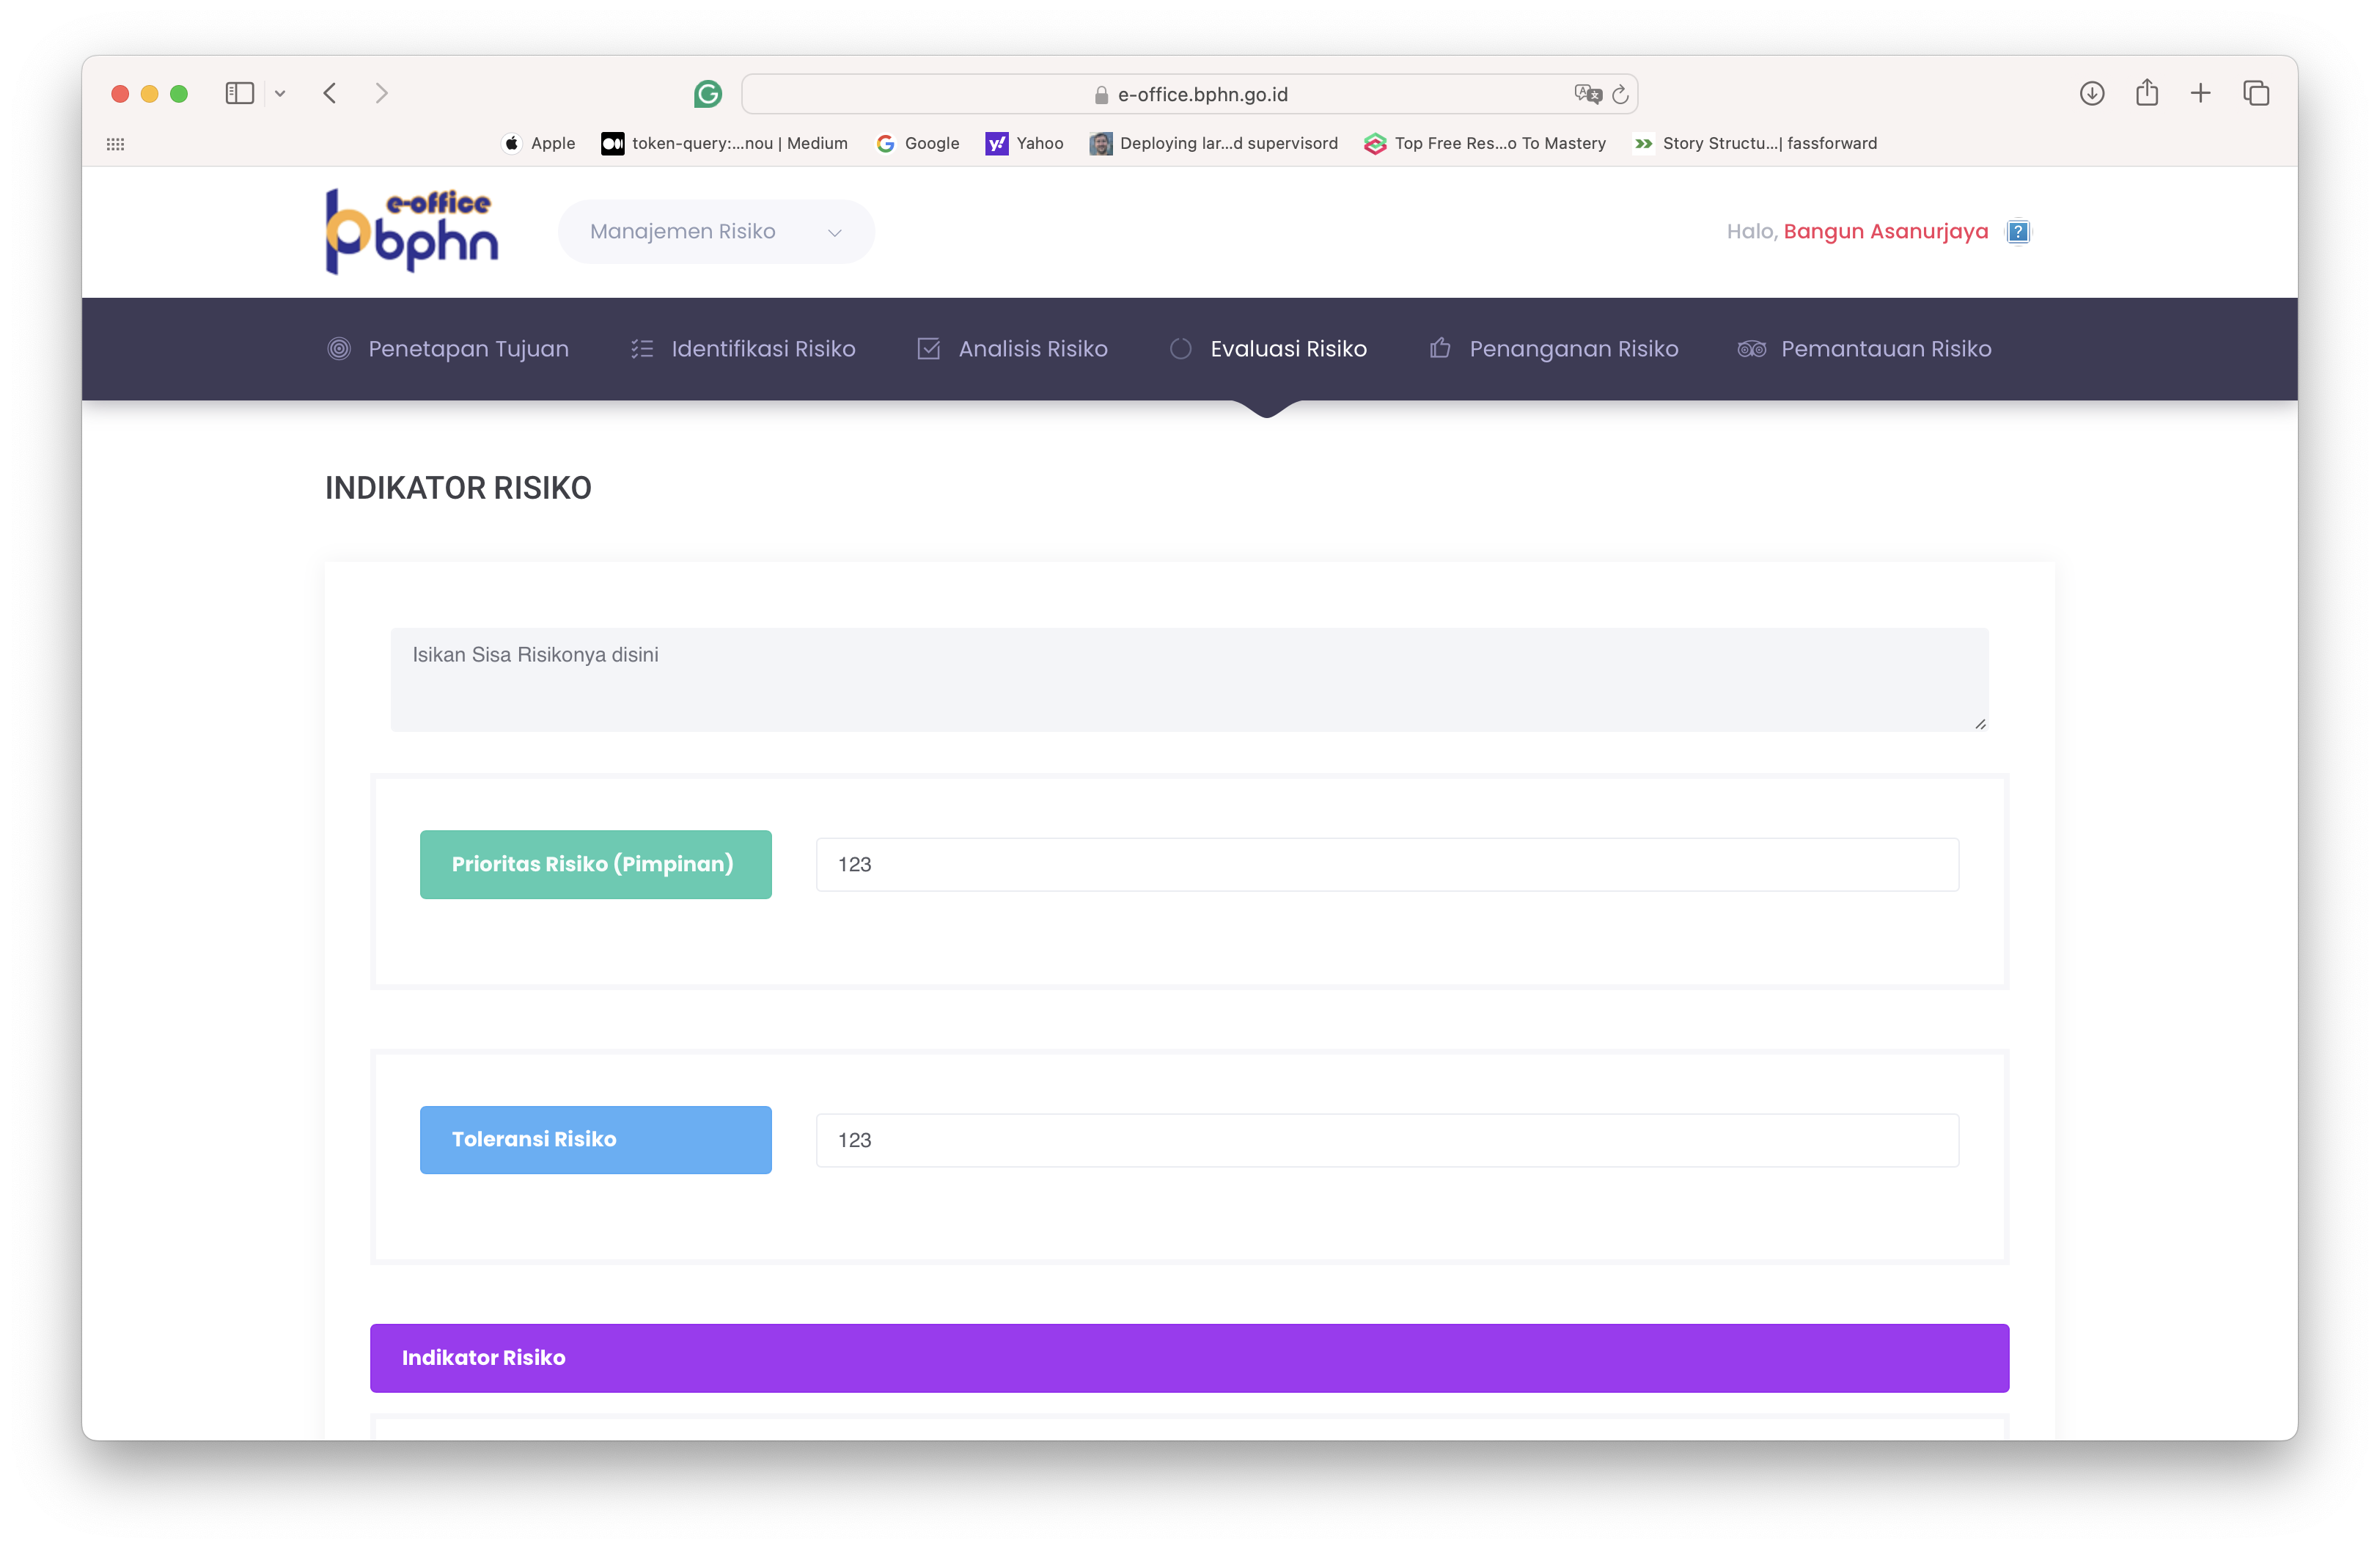 e-office.bphn.go.id
Apple
token-query:...nou | Medium
Google
Yahoo
Deploying lar...d supervisord
Top Free Res...o To Mastery
Story Structu...| fassforward
e-office
bphn
Manajemen Risiko
Halo, Bangun Asanurjaya
Penetapan Tujuan
Identifikasi Risiko
Analisis Risiko
Evaluasi Risiko
Penanganan Risiko
Pemantauan Risiko
INDIKATOR RISIKO
Isikan Sisa Risikonya disini
Prioritas Risiko (Pimpinan)
123
Toleransi Risiko
123
Indikator Risiko